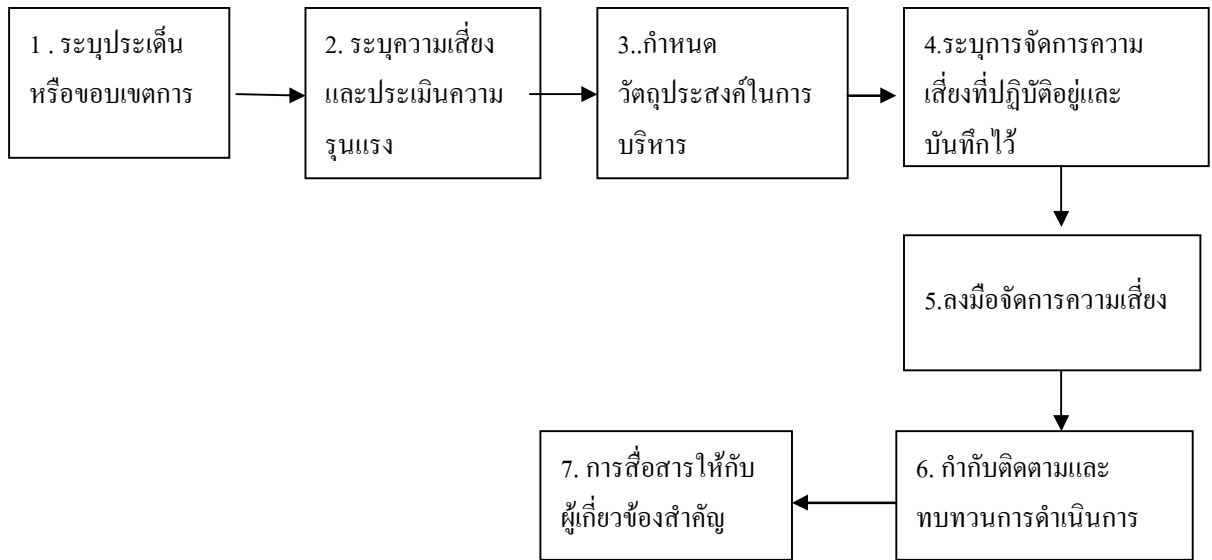 1 . ระบุประเด็น
หรือขอบเขตการ
2. ระบุความเสี่ยง
และประเมินความ
รุนแรง
3..กำหนด
วัตถุประสงค์ในการ
บริหาร
4.ระบุการจัดการความ
เสี่ยงที่ปฏิบัติอยู่และ
บันทึกไว้
5.ลงมือจัดการความเสี่ยง
6. กำกับติดตามและ
ทบทวนการดำเนินการ
7. การสื่อสารให้กับ
ผู้เกี่ยวข้องสำคัญ